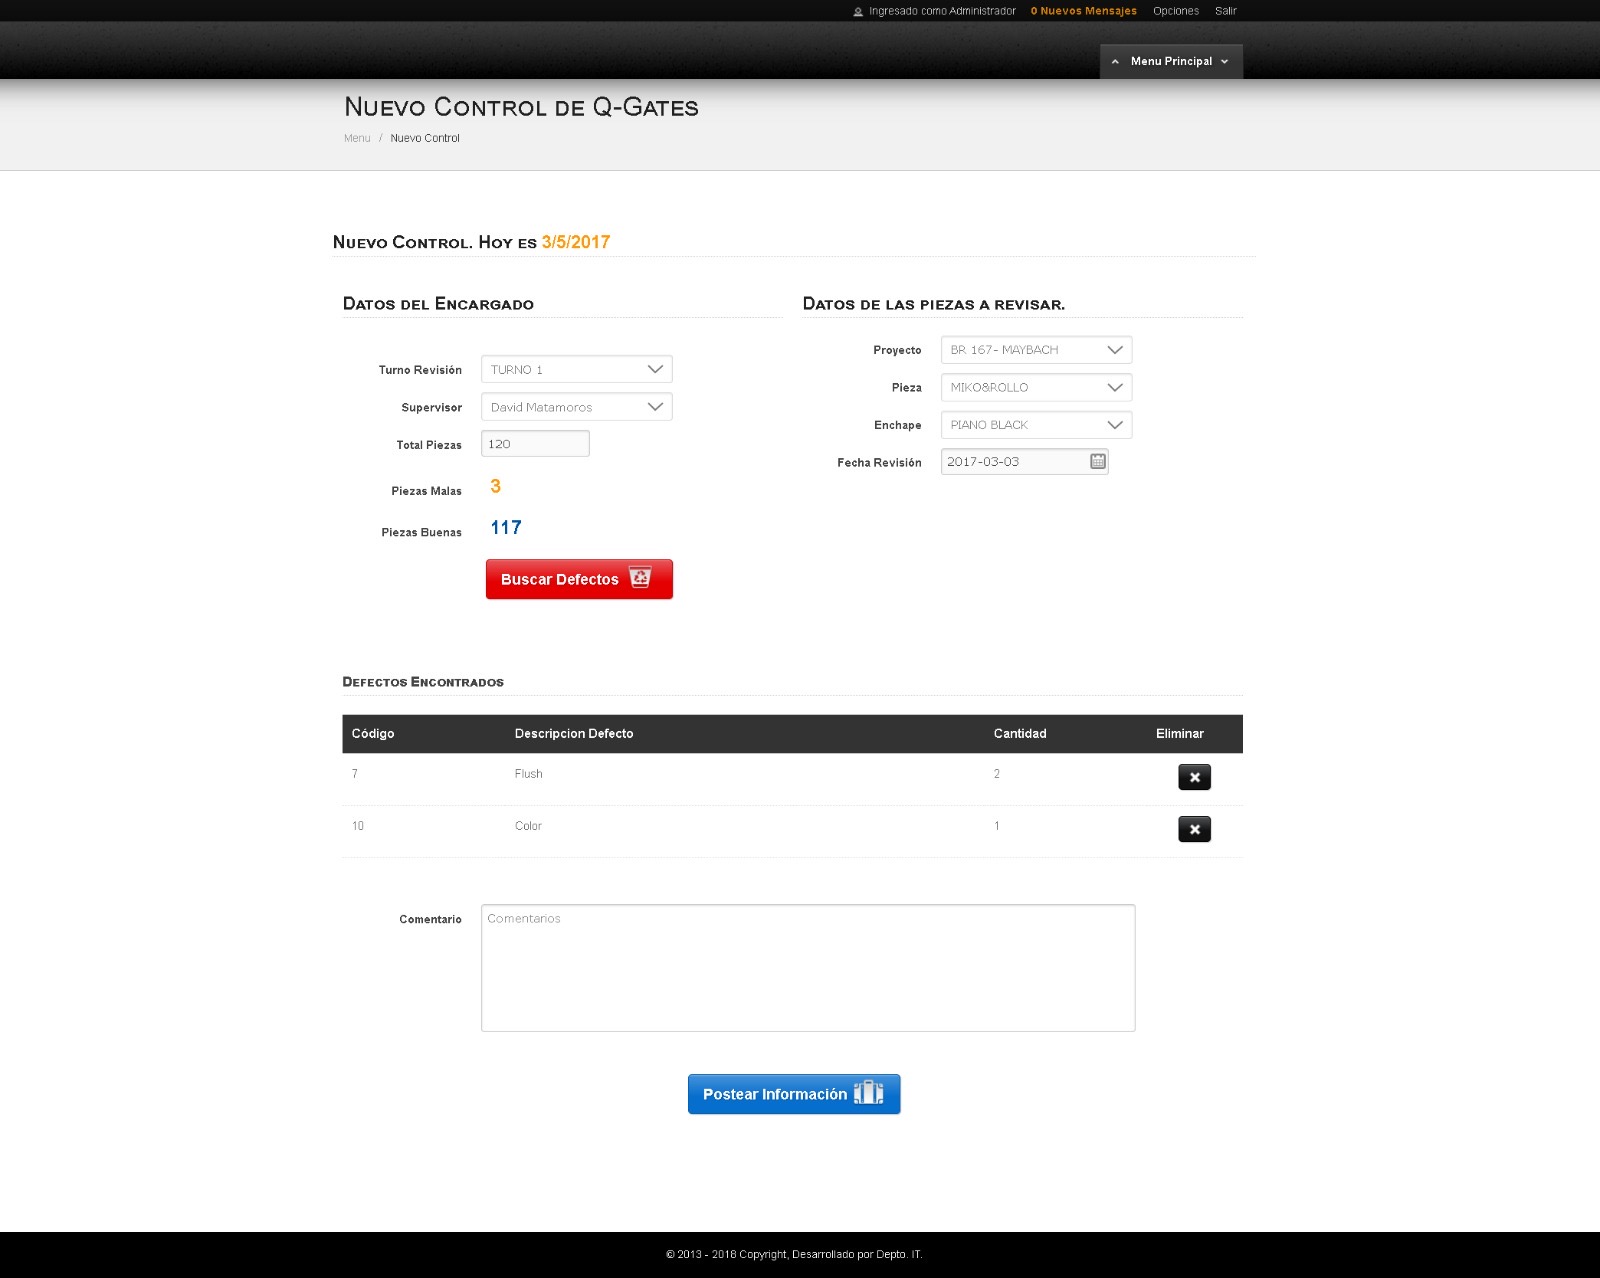 Ingresado como Administrador 0 Nuevos Mensajes Opciones Salir
Menu Principal
Nuevo Control de Q-Gates
Menu / Nuevo Control
Nuevo Control. Hoy es 3/5/2017
Datos del Encargado
Turno Revisión TURNO 1
Supervisor David Matamoros
Total Piezas 120
Piezas Malas 3
Piezas Buenas 117
Buscar Defectos
Datos de las piezas a revisar.
Proyecto BR 167- MAYBACH
Pieza MIKO&ROLLO
Enchape PIANO BLACK
Fecha Revisión 2017-03-03
Defectos Encontrados
Código Descripcion Defecto Cantidad Eliminar
7 Flush 2
10 Color 1
Comentario Comentarios
Postear Información
© 2013 - 2018 Copyright, Desarrollado por Depto. IT.